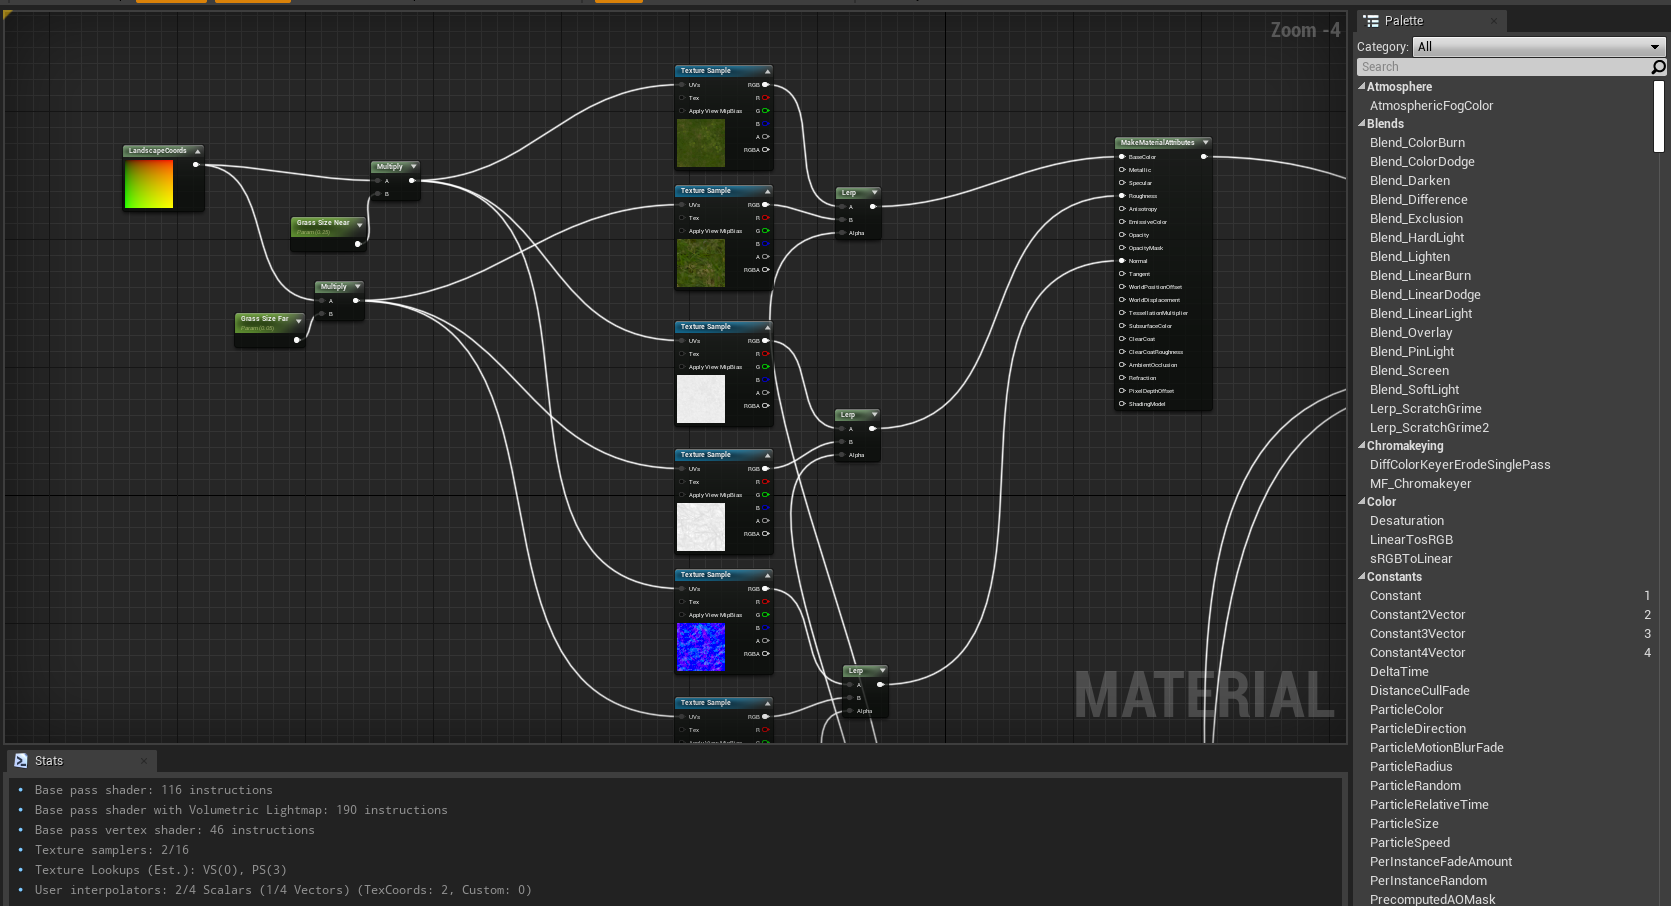 Zoom -4
LandscapeCoords
Multiply
A
B
Grass Size Near
Param (0.25)
Multiply
A
B
Grass Size Far
Texture Sample
UVs RGB
Tex R
Apply View MipBias G
B
A
RGBA
Texture Sample
UVs RGB
Tex R
Apply View MipBias G
B
A
RGBA
Texture Sample
UVs RGB
Tex R
Apply View MipBias G
B
A
RGBA
Texture Sample
UVs RGB
Tex R
Apply View MipBias G
B
A
RGBA
Texture Sample
UVs RGB
Tex R
Apply View MipBias G
B
A
RGBA
Texture Sample
UVs RGB
Tex R
Apply View MipBias G
Lerp
A
B
Alpha
Lerp
A
B
Alpha
Lerp
A
B
Alpha
MakeMaterialAttributes
BaseColor
Metallic
Specular
Roughness
Anisotropy
EmissiveColor
Opacity
OpacityMask
Normal
Tangent
WorldPositionOffset
WorldDisplacement
TessellationMultiplier
SubsurfaceColor
ClearCoat
ClearCoatRoughness
AmbientOcclusion
Refraction
PixelDepthOffset
ShadingModel
MATERIAL
Stats
Base pass shader: 116 instructions
Base pass shader with Volumetric Lightmap: 190 instructions
Base pass vertex shader: 46 instructions
Texture samplers: 2/16
Texture Lookups (Est.): VS(0), PS(3)
User interpolators: 2/4 Scalars (1/4 Vectors) (TexCoords: 2, Custom: 0)
Palette
Category: All
Search
Atmosphere
AtmosphericFogColor
Blends
Blend_ColorBurn
Blend_ColorDodge
Blend_Darken
Blend_Difference
Blend_Exclusion
Blend_HardLight
Blend_Lighten
Blend_LinearBurn
Blend_LinearDodge
Blend_LinearLight
Blend_Overlay
Blend_PinLight
Blend_Screen
Blend_SoftLight
Lerp_ScratchGrime
Lerp_ScratchGrime2
Chromakeying
DiffColorKeyerErodeSinglePass
MF_Chromakeyer
Color
Desaturation
LinearTosRGB
sRGBToLinear
Constants
Constant 1
Constant2Vector 2
Constant3Vector 3
Constant4Vector 4
DeltaTime
DistanceCullFade
ParticleColor
ParticleDirection
ParticleMotionBlurFade
ParticleRadius
ParticleRandom
ParticleRelativeTime
ParticleSize
ParticleSpeed
PerInstanceFadeAmount
PerInstanceRandom
PrecomputedAOMask